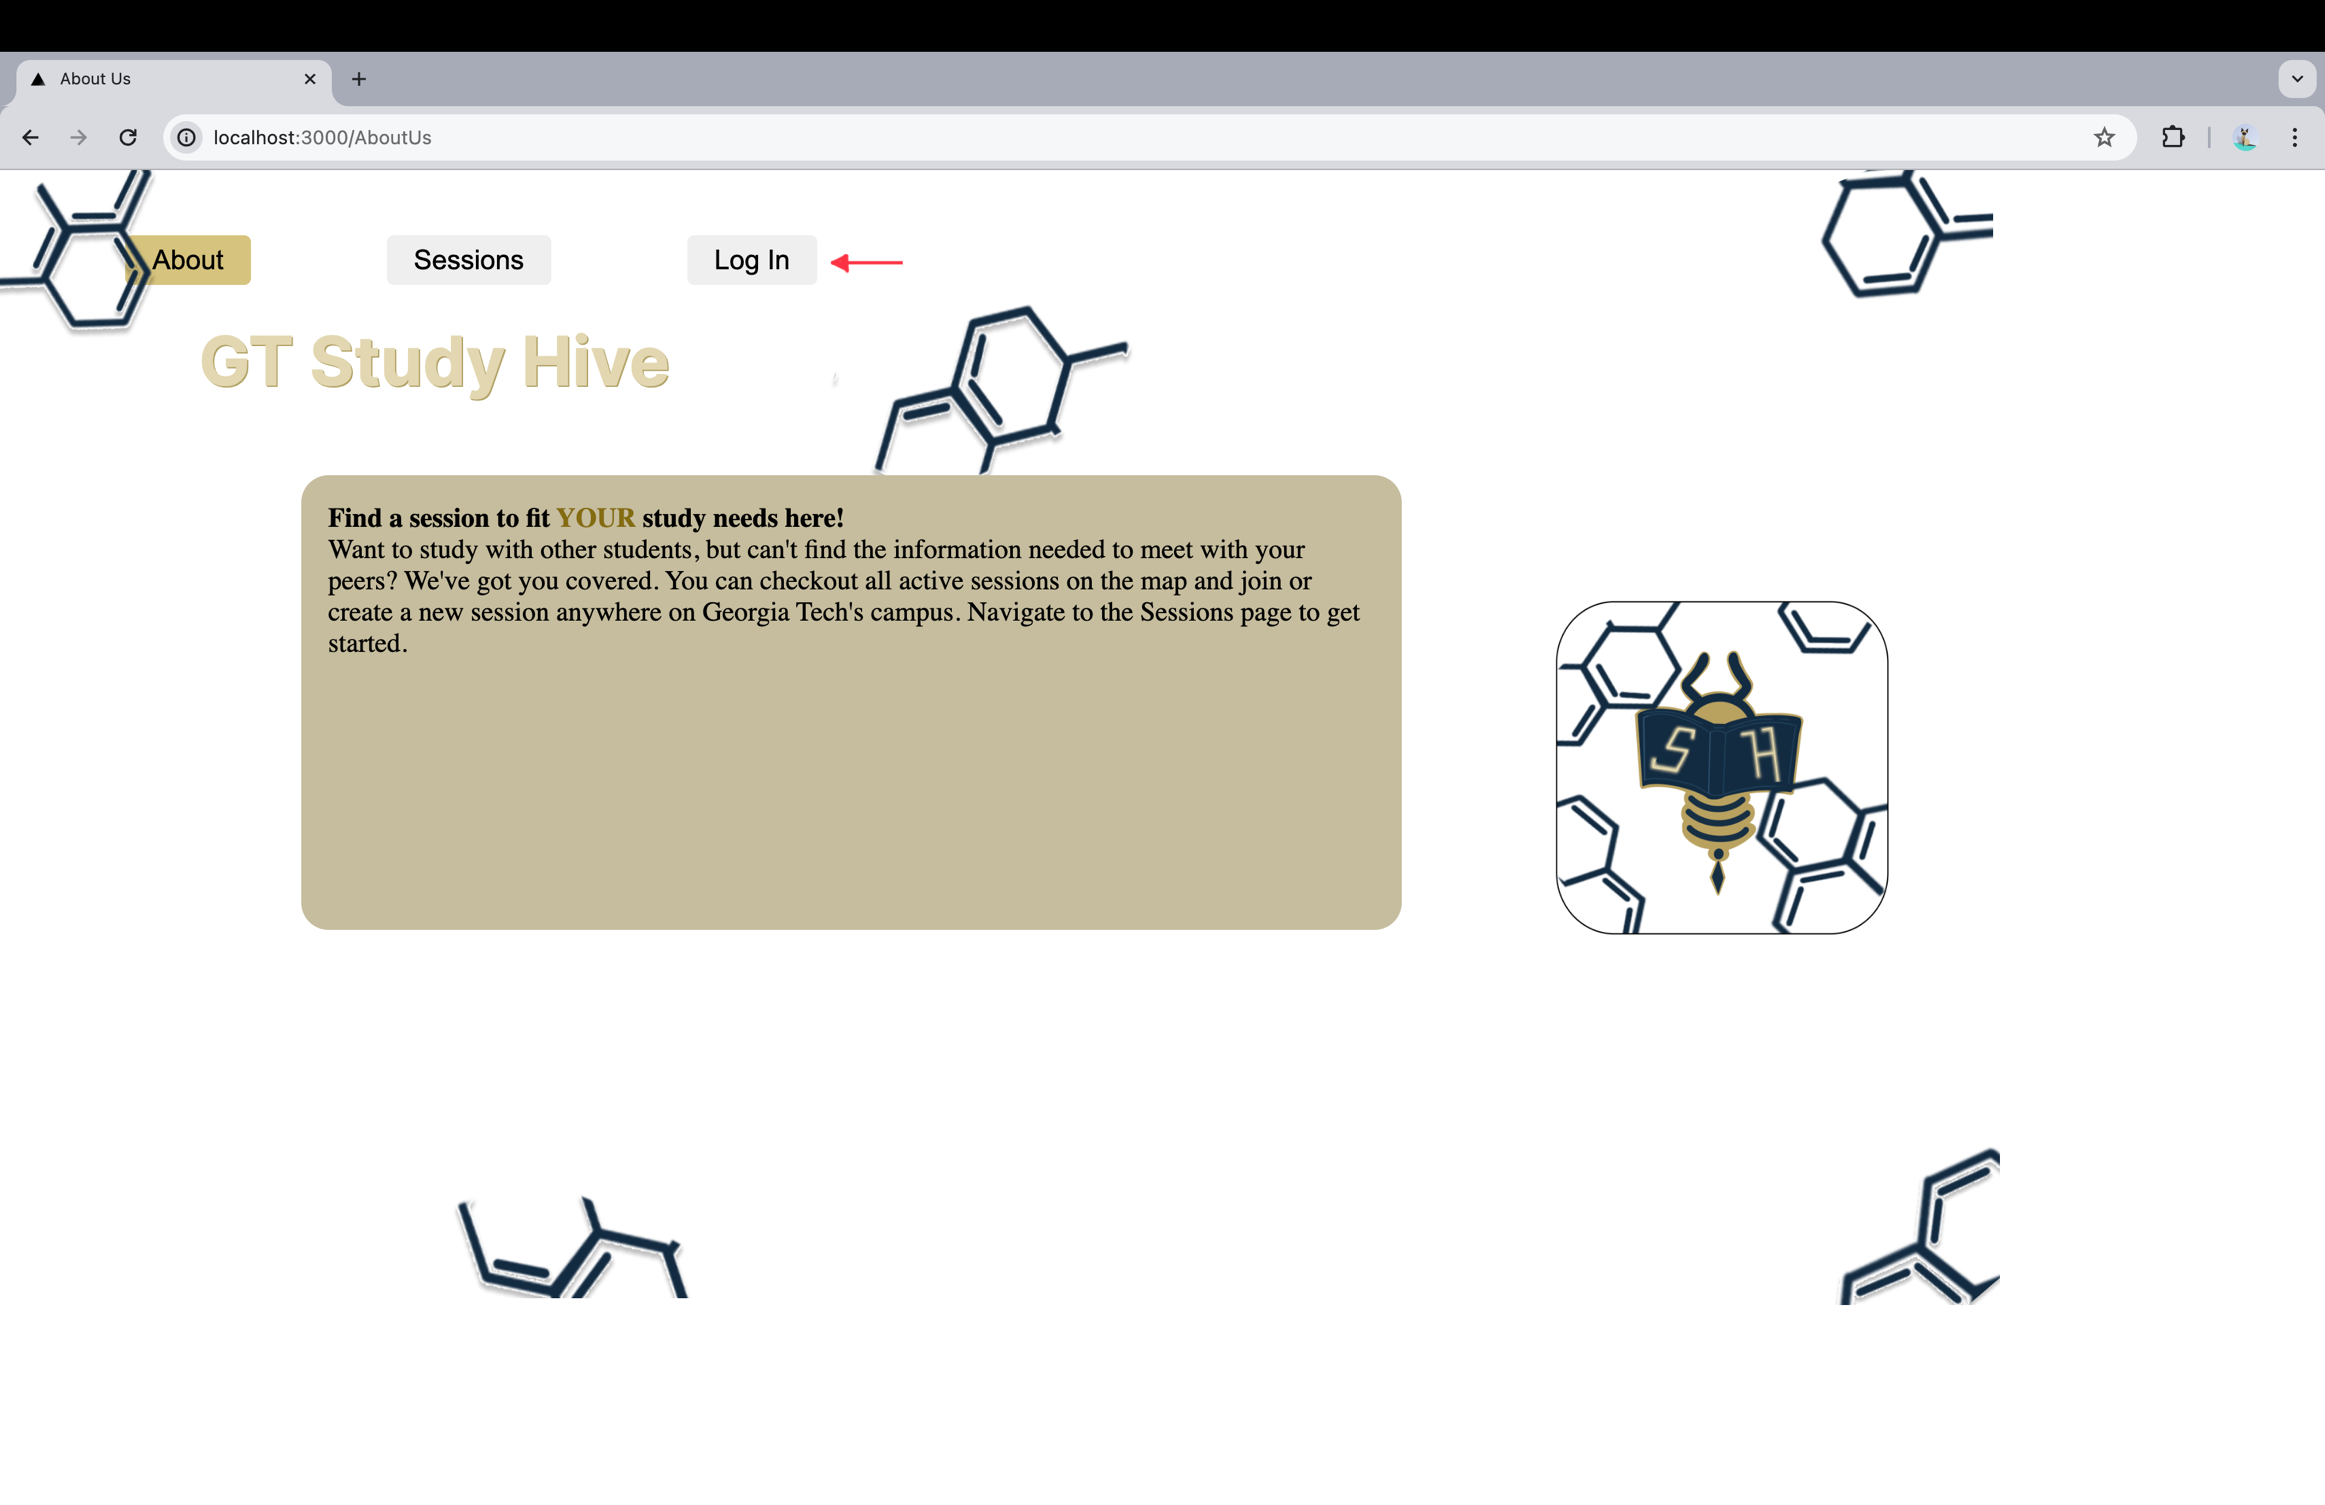 About Us
localhost:3000/AboutUs
About
Sessions
Log In
GT Study Hive
Find a session to fit YOUR study needs here!
Want to study with other students, but can't find the information needed to meet with your
peers? We've got you covered. You can checkout all active sessions on the map and join or
create a new session anywhere on Georgia Tech's campus. Navigate to the Sessions page to get
started.
S H